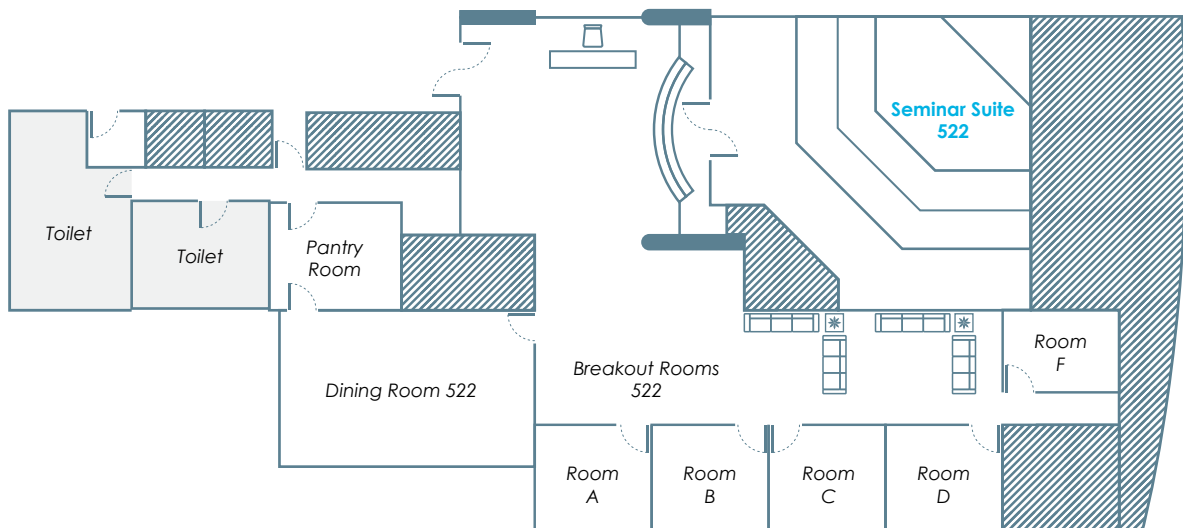 Seminar Suite
522
Toilet
Toilet
Pantry
Room
Dining Room 522
Breakout Rooms
522
Room
F
Room
A
Room
B
Room
C
Room
D